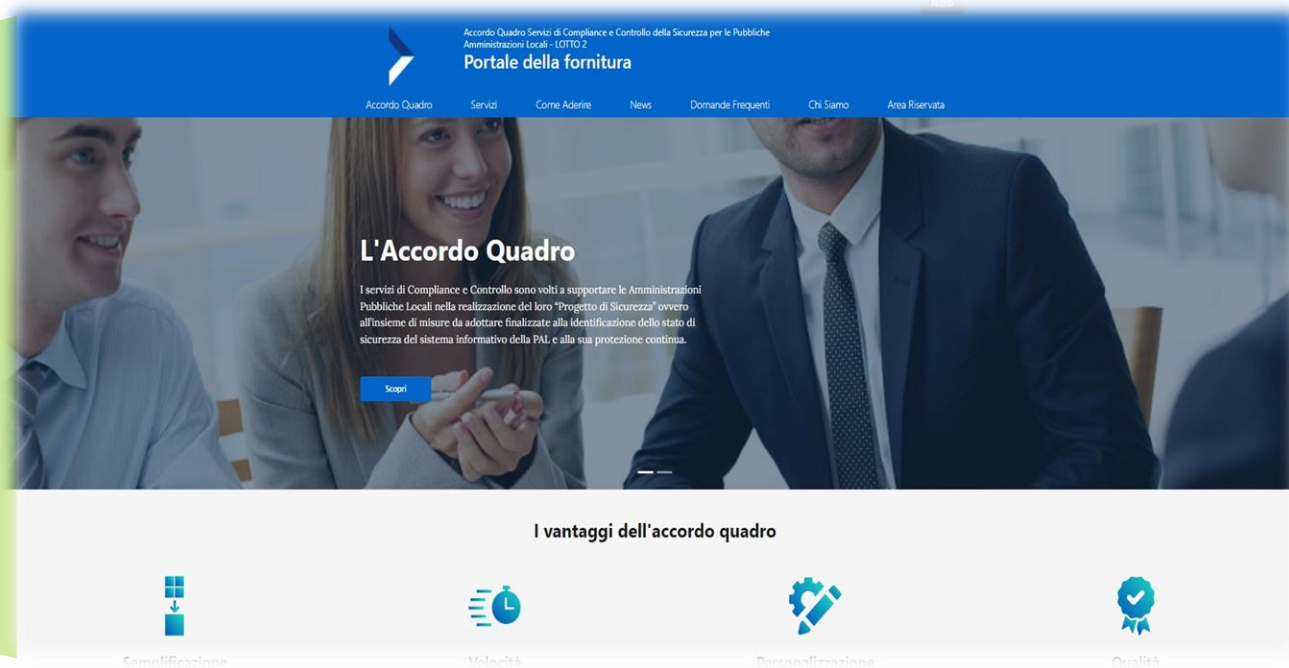 Accordo Quadro Servizi di Compliance e Controllo della Sicurezza per le Pubbliche
Amministrazioni Locali - LOTTO 2
Portale della fornitura
Accordo Quadro Servizi Come Aderire News Domande Frequenti Chi Siamo Area Riservata
L'Accordo Quadro
I servizi di Compliance e Controllo sono volti a supportare le Amministrazioni
Pubbliche Locali nella realizzazione del loro "Progetto di Sicurezza" ovvero
all'insieme di misure da adottare finalizzate alla identificazione dello stato di
sicurezza del sistema informativo della PAL e alla sua protezione continua.
Scopri
I vantaggi dell'accordo quadro
Semplificazione Velocità Personalizzazione Qualità